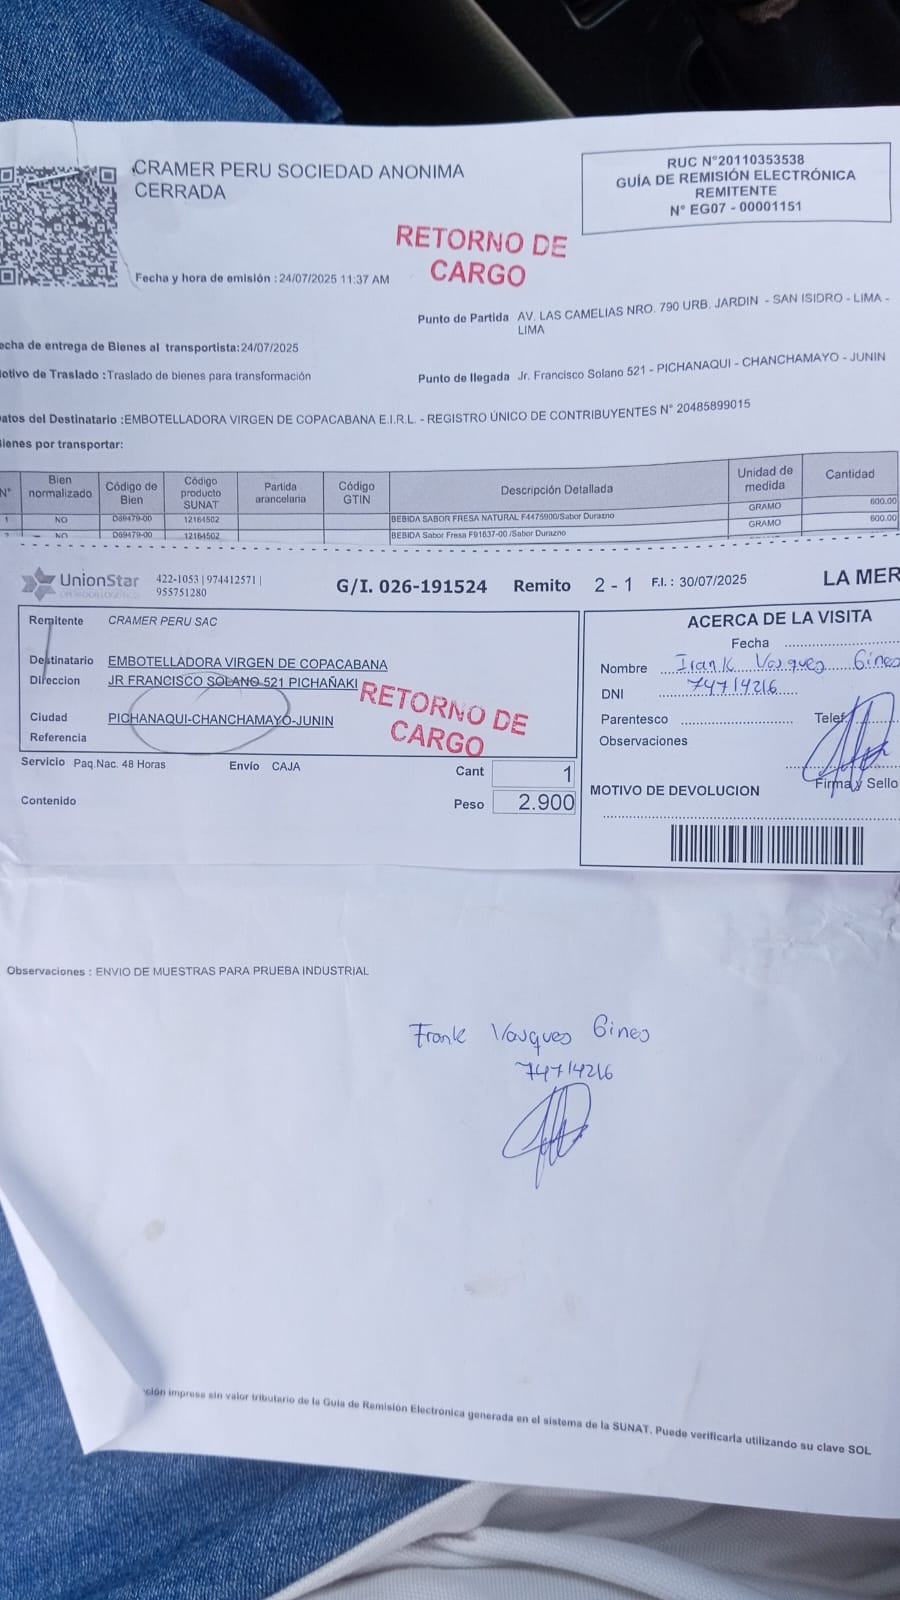 CRAMER PERU SOCIEDAD ANONIMA
CERRADA
RUC N°20110353538
GUÍA DE REMISIÓN ELECTRÓNICA
REMITENTE
N° EG07 - 00001151
RETORNO DE
CARGO
Fecha y hora de emisión : 24/07/2025 11:37 AM
Punto de Partida AV. LAS CAMELIAS NRO. 790 URB. JARDIN - SAN ISIDRO - LIMA -
LIMA
echa de entrega de Bienes al transportista:24/07/2025
otivo de Traslado :Traslado de bienes para transformación
Punto de llegada Jr. Francisco Solano 521 - PICHANAQUI - CHANCHAMAYO - JUNIN
atos del Destinatario :EMBOTELLADORA VIRGEN DE COPACABANA E.I.R.L. - REGISTRO ÚNICO DE CONTRIBUYENTES N° 20485899015
ienes por transportar:
N° Bien normalizado Código de Bien Código producto SUNAT Partida arancelaria Código GTIN Descripción Detallada Unidad de medida Cantidad
1 NO D69479-00 12164502 BEBIDA SABOR FRESA NATURAL F4475900/Sabor Durazno GRAMO 600.00
NO D69479-00 12164502 BEBIDA Sabor Fresa F91637-00 /Sabor Durazno GRAMO 600.00
UnionStar 422-1053 | 974412571 |
955751280
G/I. 026-191524 Remito 2 - 1 F.I. : 30/07/2025 LA MER
Remitente CRAMER PERU SAC
Destinatario EMBOTELLADORA VIRGEN DE COPACABANA
Direccion JR FRANCISCO SOLANO 521 PICHAÑAKI
Ciudad PICHANAQUI-CHANCHAMAYO-JUNIN
Referencia
RETORNO DE
CARGO
Servicio Paq.Nac. 48 Horas Envío CAJA
Cant 1
Contenido
Peso 2.900
ACERCA DE LA VISITA
Fecha
Nombre Frank Vasques Gines
DNI 74714216
Parentesco Telef
Observaciones
Firma y Sello
MOTIVO DE DEVOLUCION
Observaciones : ENVIO DE MUESTRAS PARA PRUEBA INDUSTRIAL
Frank Vasques Gines
74714216
ción impresa sin valor tributario de la Guía de Remisión Electrónica generada en el sistema de la SUNAT. Puede verificarla utilizando su clave SOL